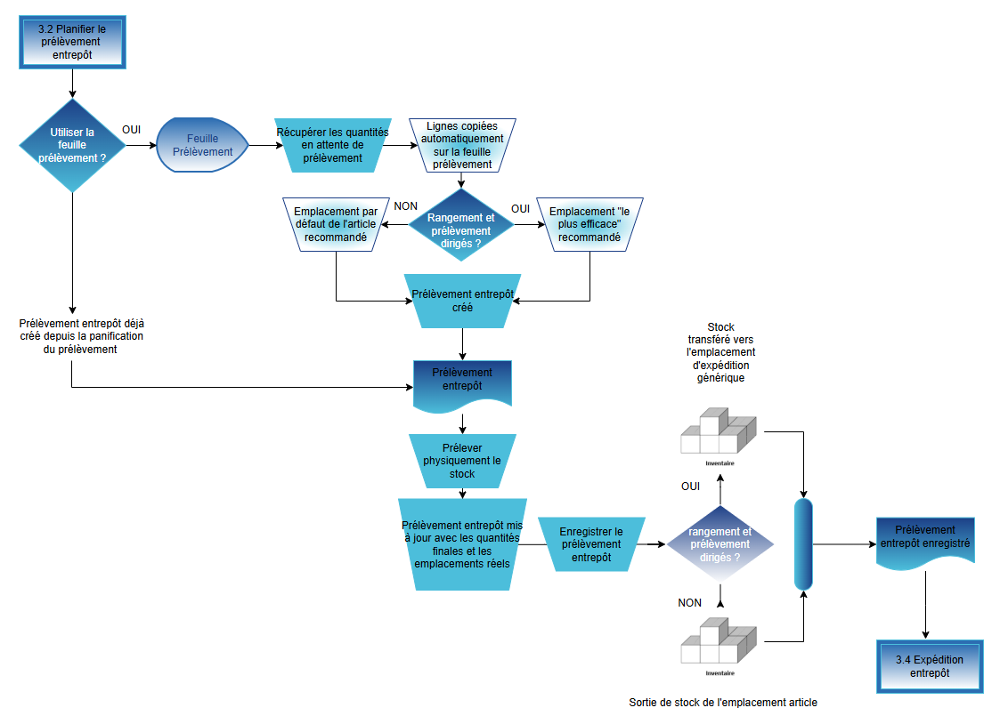 3.2 Planifier le
prélèvement
entrepôt
Utiliser la
feuille
prélèvement ?
OUI
Feuille
Prélèvement
Récupérer les quantités
en attente de
prélèvement
Lignes copiées
automatiquement
sur la feuille
prélèvement
Emplacement par
défaut de l'article
recommandé
NON
Rangement et
prélèvement
dirigés ?
OUI
Emplacement "le
plus efficace"
recommandé
Prélèvement entrepôt
créé
Prélèvement entrepôt déjà
créé depuis la panification
du prélèvement
Prélèvement
entrepôt
Prélever
physiquement le
stock
Prélèvement entrepôt mis
à jour avec les quantités
finales et les
emplacements réels
Enregistrer le
prélèvement
entrepôt
Stock
transféré vers
l'emplacement
d'expédition
générique
Inventaire
OUI
rangement et
prélèvement
dirigés ?
NON
Inventaire
Sortie de stock de l'emplacement article
Prélèvement
entrepôt enregistré
3.4 Expédition
entrepôt